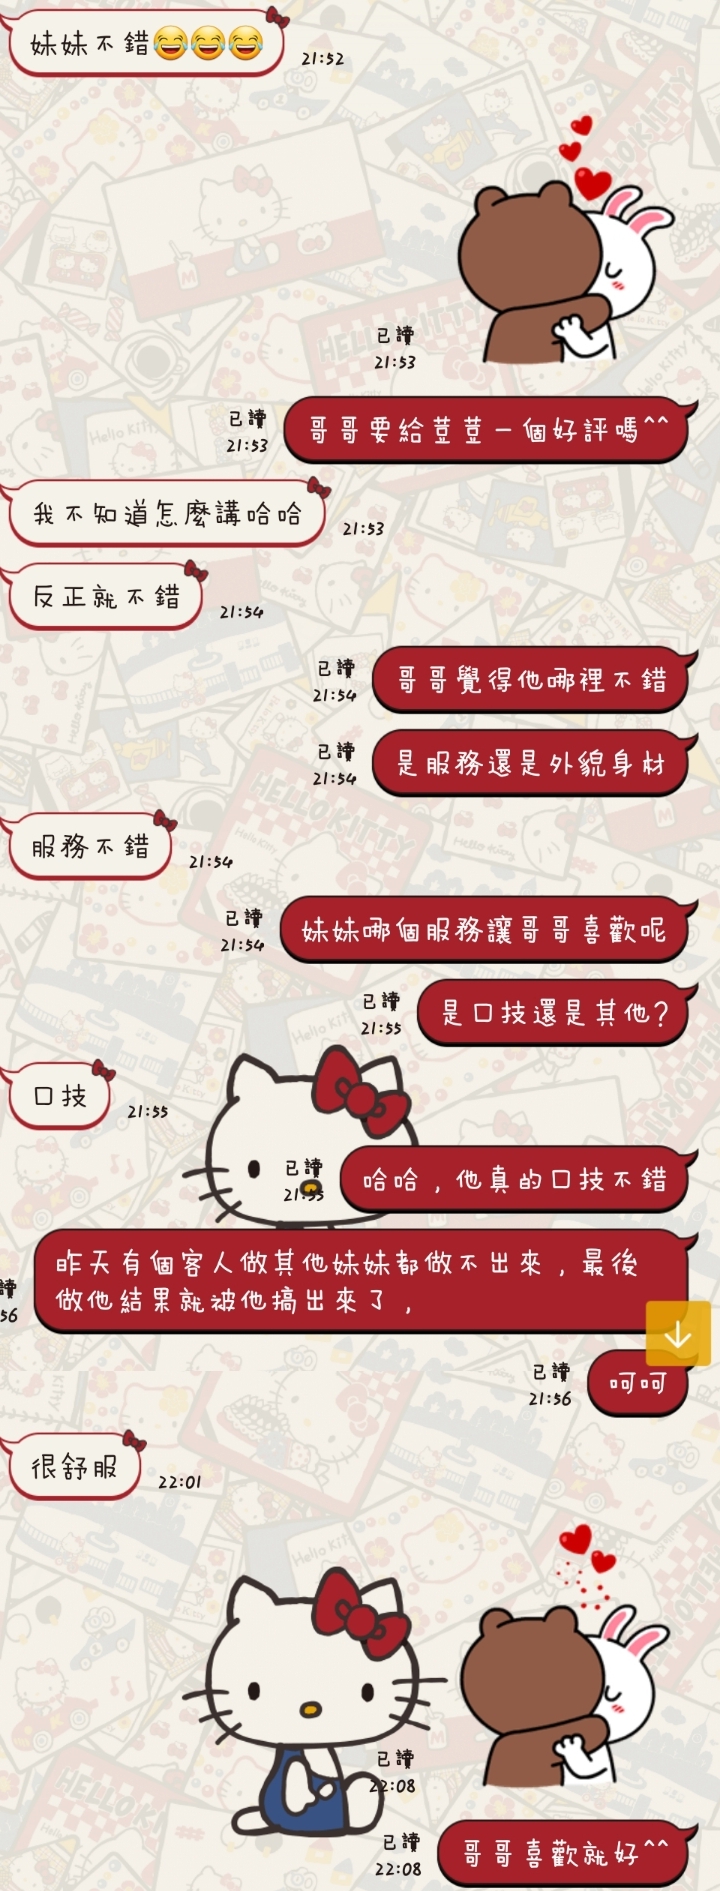 妹妹不錯😂😂😂
21:52
已讀
21:53
哥哥要給荳荳一個好評嗎^^
已讀
21:53
我不知道怎麼講哈哈
21:53
反正就不錯
21:54
哥哥覺得他哪裡不錯
已讀
21:54
是服務還是外貌身材
已讀
21:54
服務不錯
21:54
妹妹哪個服務讓哥哥喜歡呢
已讀
21:54
是口技還是其他?
已讀
21:55
口技
21:55
哈哈，他真的口技不錯
已讀
21:55
昨天有個客人做其他妹妹都做不出來，最後
做他結果就被他搞出來了，
讀
56
呵呵
已讀
21:56
很舒服
22:01
已讀
22:08
哥哥喜歡就好^^
已讀
22:08
HELLO KITTY
Hello Kitty
HELLO KITTY
Hello Kitty